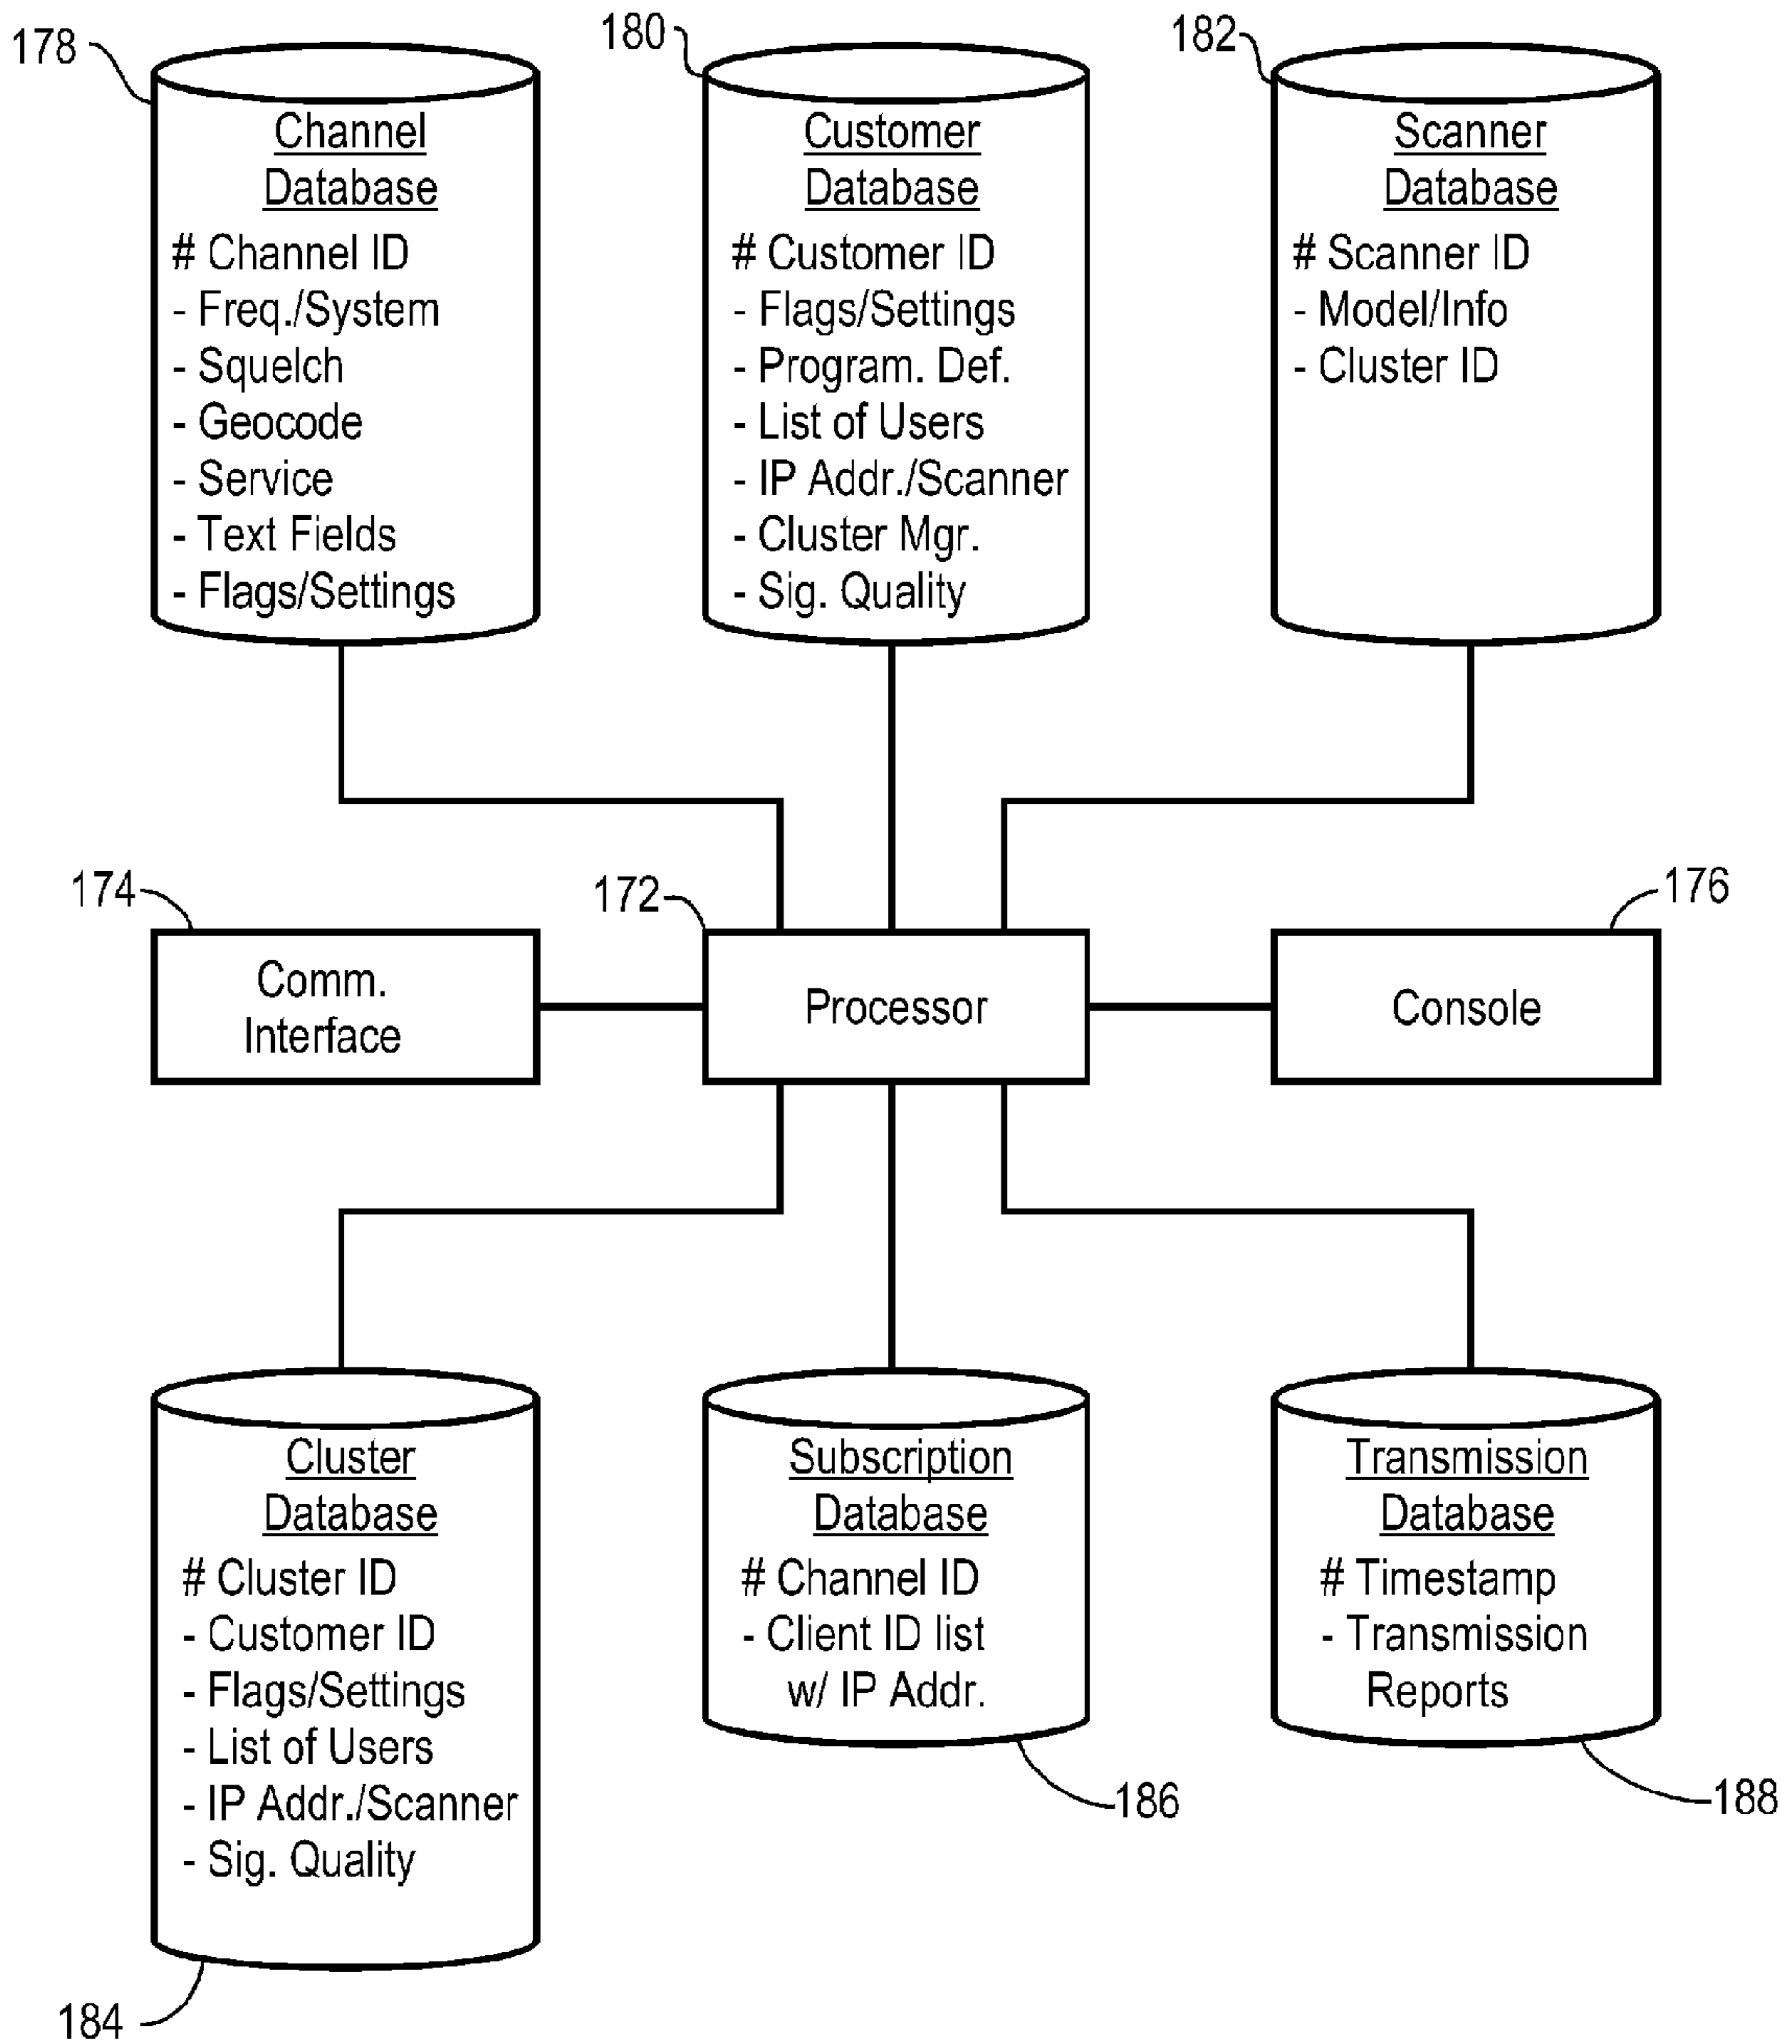 178
Channel
Database
# Channel ID
- Freq./System
- Squelch
- Geocode
- Service
- Text Fields
- Flags/Settings
180
Customer
Database
# Customer ID
- Flags/Settings
- Program. Def.
- List of Users
- IP Addr./Scanner
- Cluster Mgr.
- Sig. Quality
182
Scanner
Database
# Scanner ID
- Model/Info
- Cluster ID
174
Comm.
Interface
172
Processor
176
Console
Cluster
Database
# Cluster ID
- Customer ID
- Flags/Settings
- List of Users
- IP Addr./Scanner
- Sig. Quality
184
Subscription
Database
# Channel ID
- Client ID list
w/ IP Addr.
186
Transmission
Database
# Timestamp
- Transmission
Reports
188